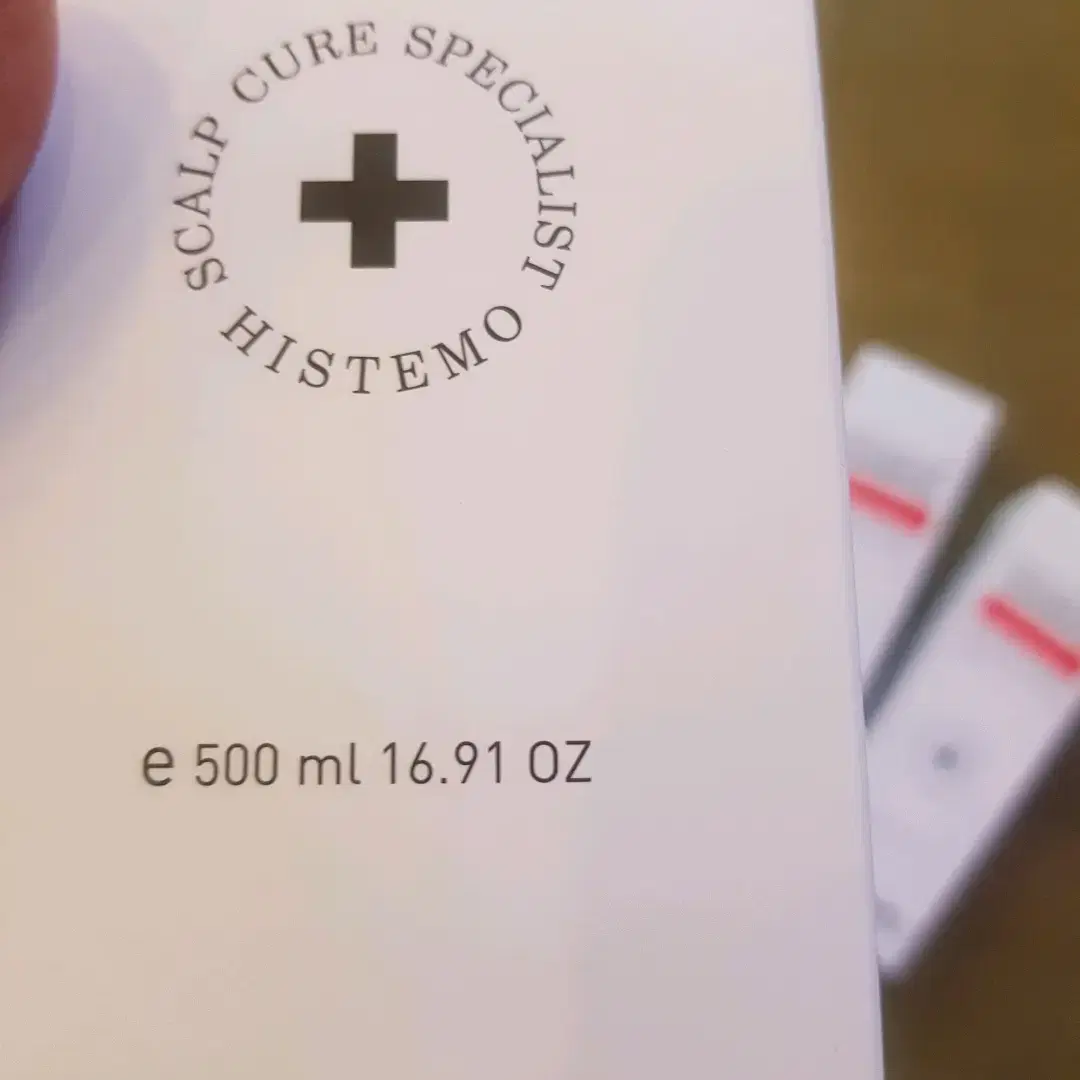 SCALP CURE SPECIALIST
HISTEMO
e 500 ml 16.91 OZ